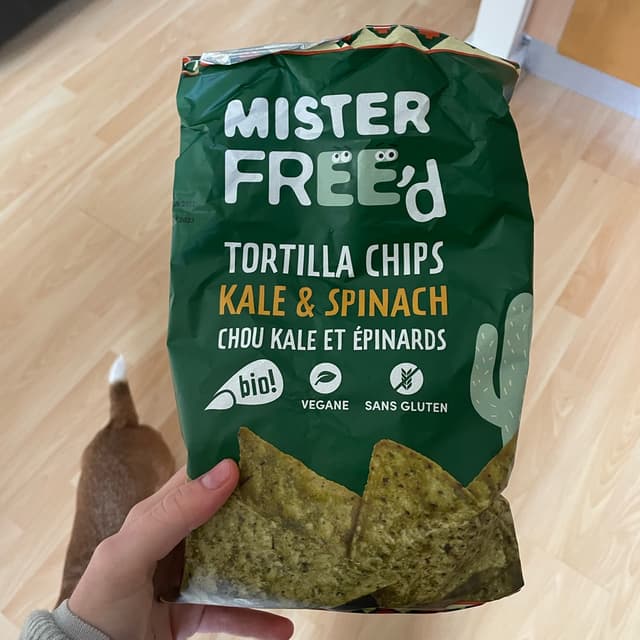 MISTER
FREE'd
TORTILLA CHIPS
KALE & SPINACH
CHOU KALE ET ÉPINARDS
bio!
VEGANE
SANS GLUTEN